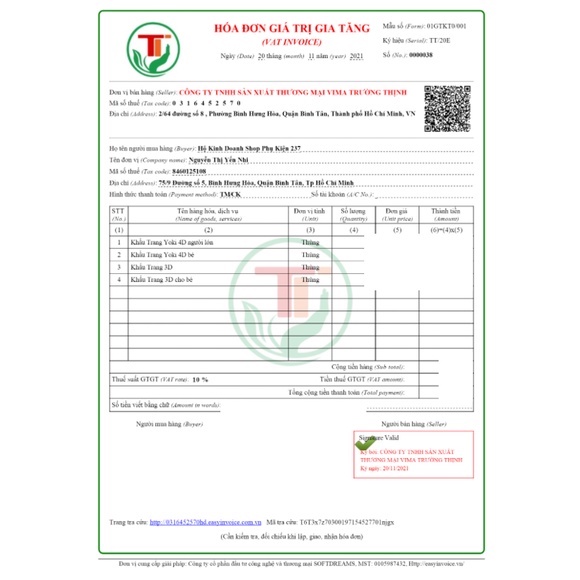 HÓA ĐƠN GIÁ TRỊ GIA TĂNG
(VAT INVOICE)
Ngày (Date) 20 tháng (month) 11 năm (year) 2021
Mẫu số (Form): 01GTKT0/001
Ký hiệu (Serial): TT/20E
Số (No.): 0000038
TT
Đơn vị bán hàng (Seller): CÔNG TY TNHH SẢN XUẤT THƯƠNG MẠI VIMA TRƯỜNG THỊNH
Mã số thuế (Tax code): 0 3 1 6 4 5 2 5 7 0
Địa chỉ (Address): 2/64 đường số 8 , Phường Bình Hưng Hòa, Quận Bình Tân, Thành phố Hồ Chí Minh, VN
Họ tên người mua hàng (Buyer): Hộ Kinh Doanh Shop Phụ Kiện 237
Tên đơn vị (Company name): Nguyễn Thị Yến Nhi
Mã số thuế (Tax code): 8460125108
Địa chỉ (Address): 75/9 Đường số 5, Bình Hưng Hòa, Quận Bình Tân, Tp Hồ Chí Minh
Hình thức thanh toán (Payment method): TM/CK Số tài khoản (A/C No.):
STT Tên hàng hóa, dịch vụ Đơn vị tính Số lượng Đơn giá Thành tiền
(No.) (Name of goods, services) (Unit) (Quantity) (Unit price) (Amount)
(1) (2) (3) (4) (5) (6)=(4)x(5)
1 Khẩu Trang Yoki 4D người lớn Thùng
2 Khẩu Trang Yoki 4D bé Thùng
3 Khẩu Trang 3D Thùng
4 Khẩu Trang 3D cho bé Thùng
TT
Cộng tiền hàng (Sub total):
Thuế suất GTGT (VAT rate): 10 % Tiền thuế GTGT (VAT amount):
Tổng cộng tiền thanh toán (Total payment):
Số tiền viết bằng chữ (Amount in words):
Người mua hàng (Buyer) Người bán hàng (Seller)
Signature Valid
Ký bởi: CÔNG TY TNHH SẢN XUẤT
THƯƠNG MẠI VIMA TRƯỜNG THỊNH
Ký ngày: 20/11/2021
Tra cứu: http://0316452570hd.easyinvoice.com.vn Mã tra cứu: T6T3x7z70300197154527701njgx
(Cần kiểm tra, đối chiếu khi lập, giao, nhận hóa đơn)
Đơn vị cung cấp giải pháp: Công ty cổ phần đầu tư công nghệ và thương mại SOFTDREAMS, MST: 0105987432, Http://easyinvoice.vn/